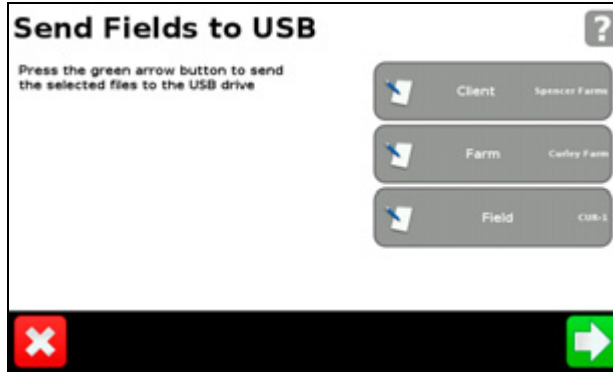 Send Fields to USB
?
Press the green arrow button to send
the selected files to the USB drive
Client Spencer Farms
Farm Curley Farm
Field CUR-1